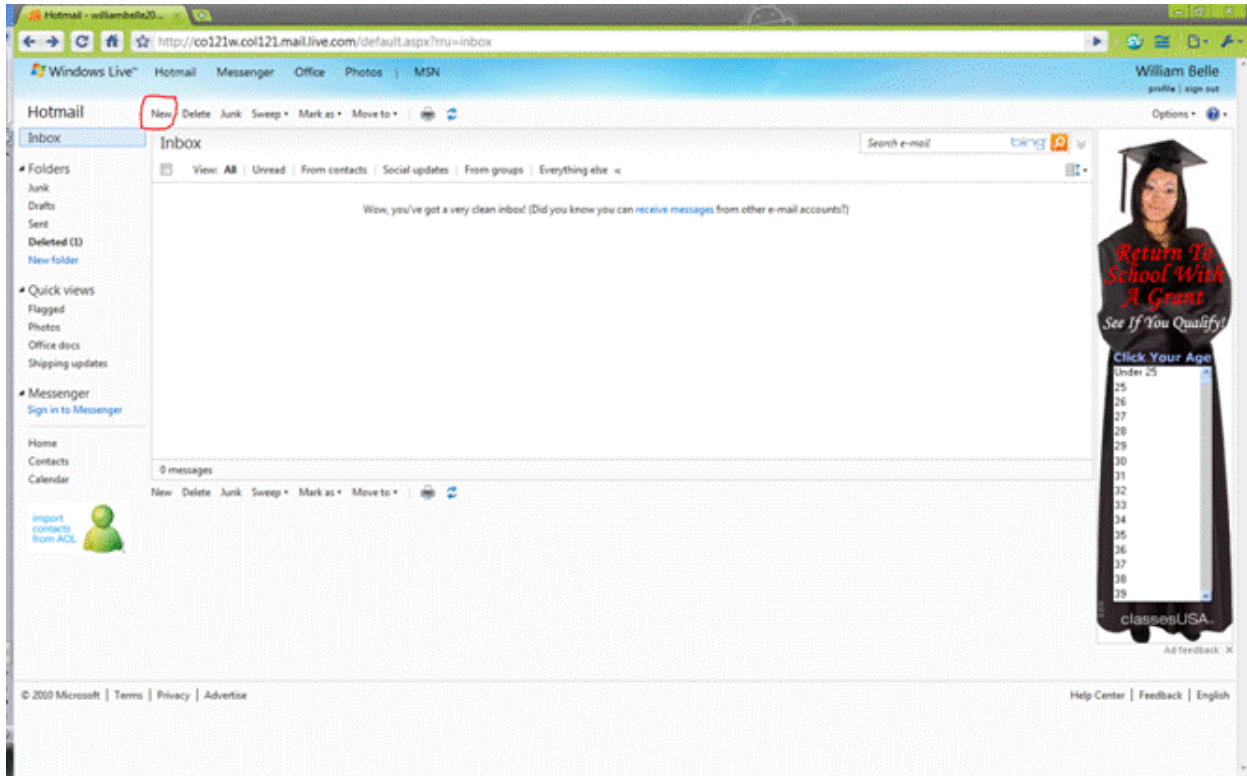 Hotmail - williambelle20...
http://co121w.col121.mail.live.com/default.aspx?rru=inbox
Windows Live™ Hotmail Messenger Office Photos | MSN
William Belle
profile | sign out
Hotmail
New Delete Junk Sweep Mark as Move to
Options
Inbox
Inbox
Search e-mail bing
View: All | Unread | From contacts | Social updates | From groups | Everything else «
Wow, you've got a very clean inbox! (Did you know you can receive messages from other e-mail accounts?)
Folders
Junk
Drafts
Sent
Deleted (1)
New folder
Quick views
Flagged
Photos
Office docs
Shipping updates
Messenger
Sign in to Messenger
Home
Contacts
Calendar
import
contacts
from AOL
0 messages
New Delete Junk Sweep Mark as Move to
Return To
School With
A Grant
See If You Qualify!
Click Your Age
Under 25
25
26
27
28
29
30
31
32
33
34
35
36
37
38
39
classesUSA
Ad feedback X
© 2010 Microsoft | Terms | Privacy | Advertise
Help Center | Feedback | English